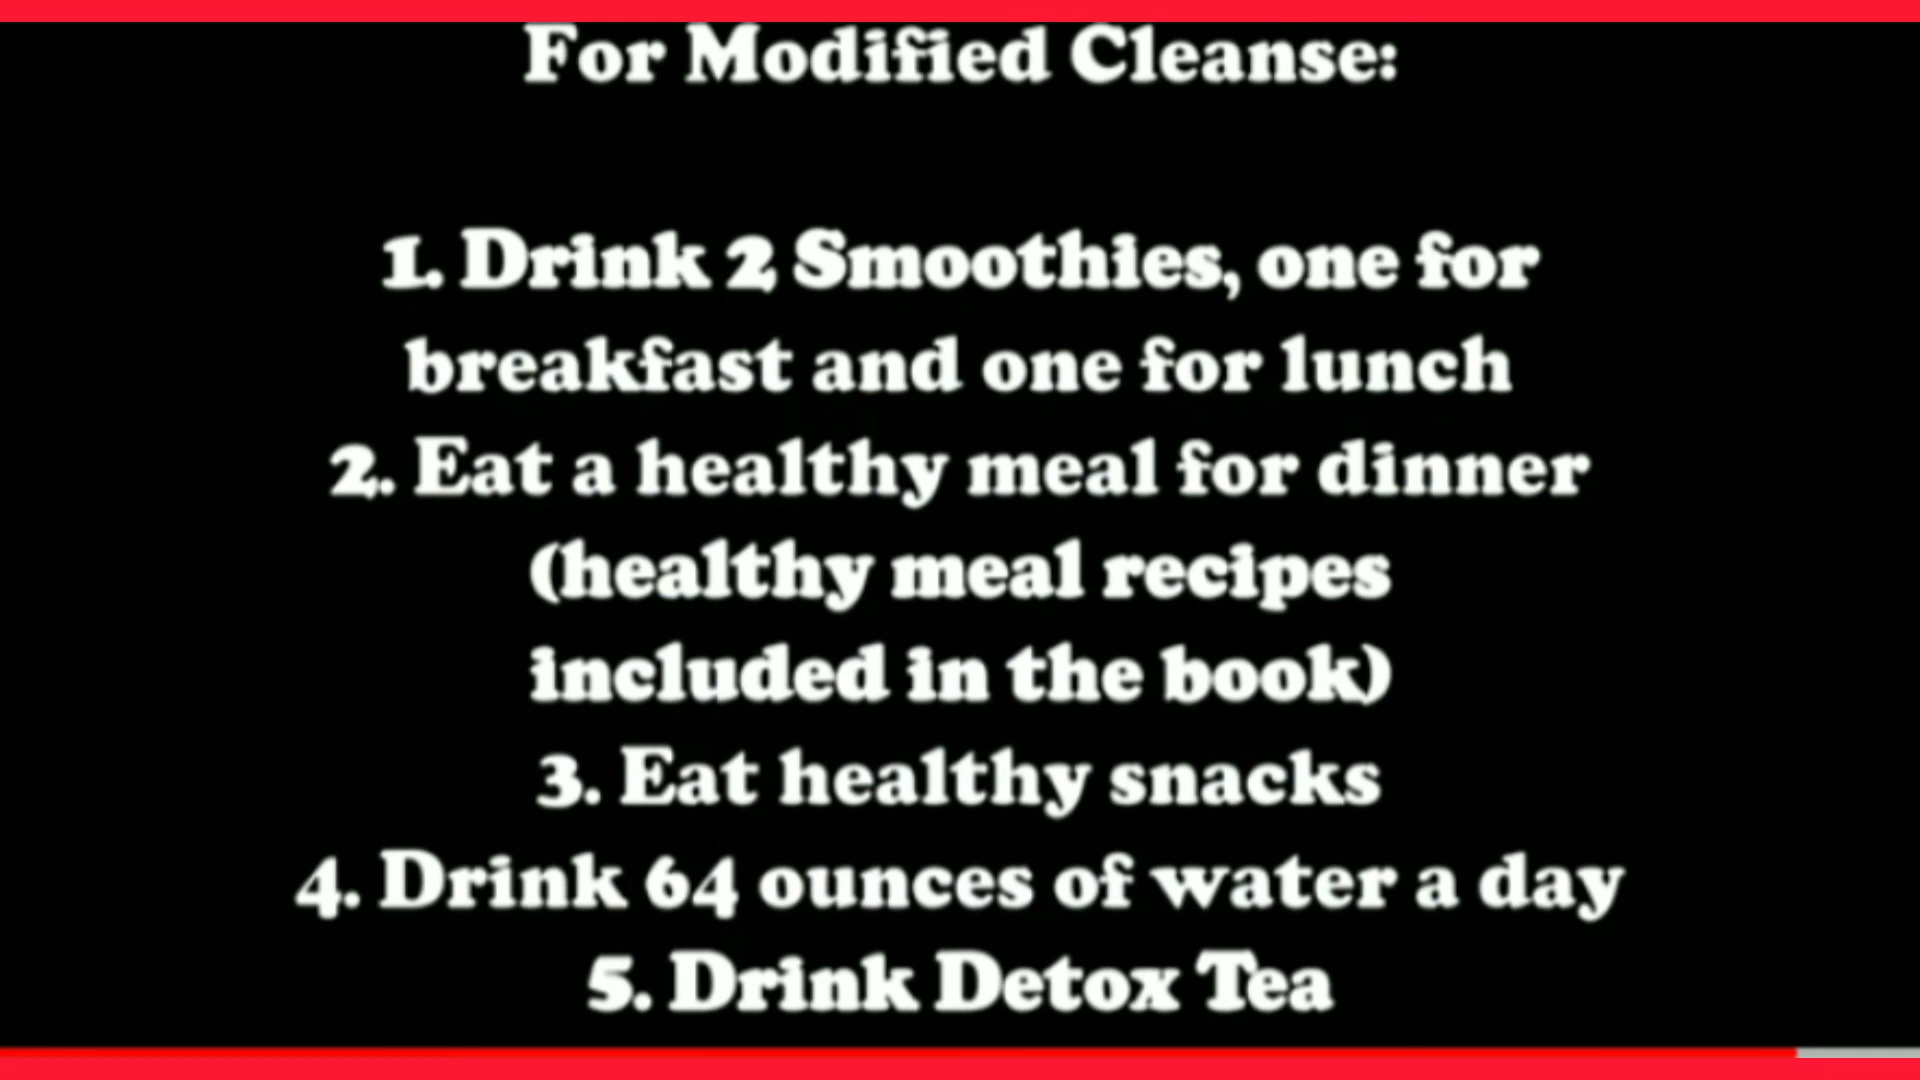 For Modified Cleanse:
1. Drink 2 Smoothies, one for
breakfast and one for lunch
2. Eat a healthy meal for dinner
(healthy meal recipes
included in the book)
3. Eat healthy snacks
4. Drink 64 ounces of water a day
5. Drink Detox Tea